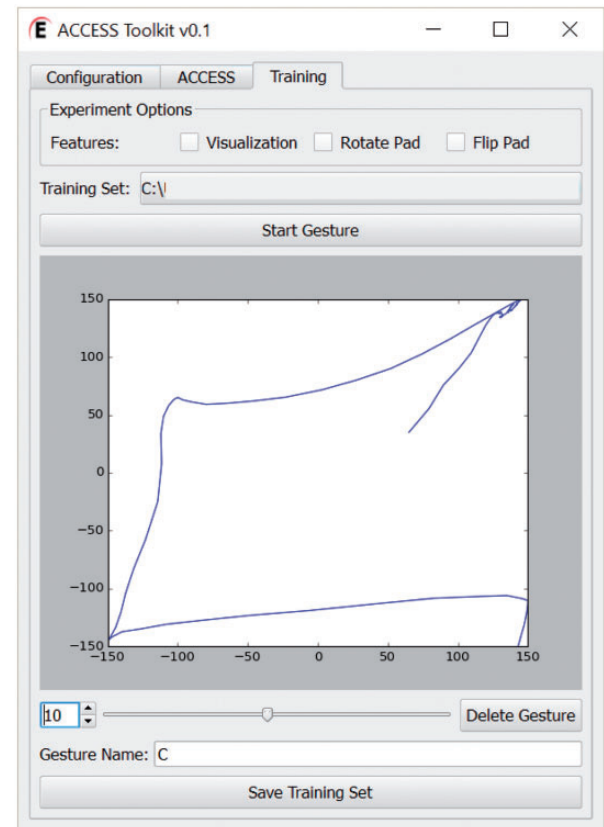 E ACCESS Toolkit v0.1
Configuration ACCESS Training
Experiment Options
Features: Visualization Rotate Pad Flip Pad
Training Set: C:\
Start Gesture
150
100
50
0
−50
−100
−150
−150 −100 −50 0 50 100 150
10 Delete Gesture
Gesture Name: C
Save Training Set